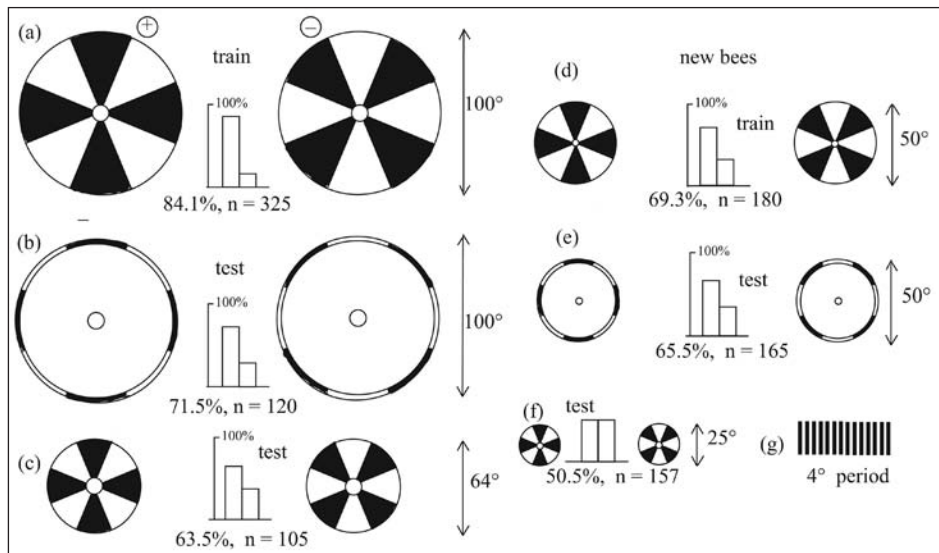 (a)
+
train
−
100%
84.1%, n = 325
100°
−
(b)
test
100%
71.5%, n = 120
100°
(c)
100%
test
63.5%, n = 105
64°
(d)
new bees
100%
train
69.3%, n = 180
50°
(e)
100%
test
65.5%, n = 165
50°
(f)
test
50.5%, n = 157
25°
(g)
4° period